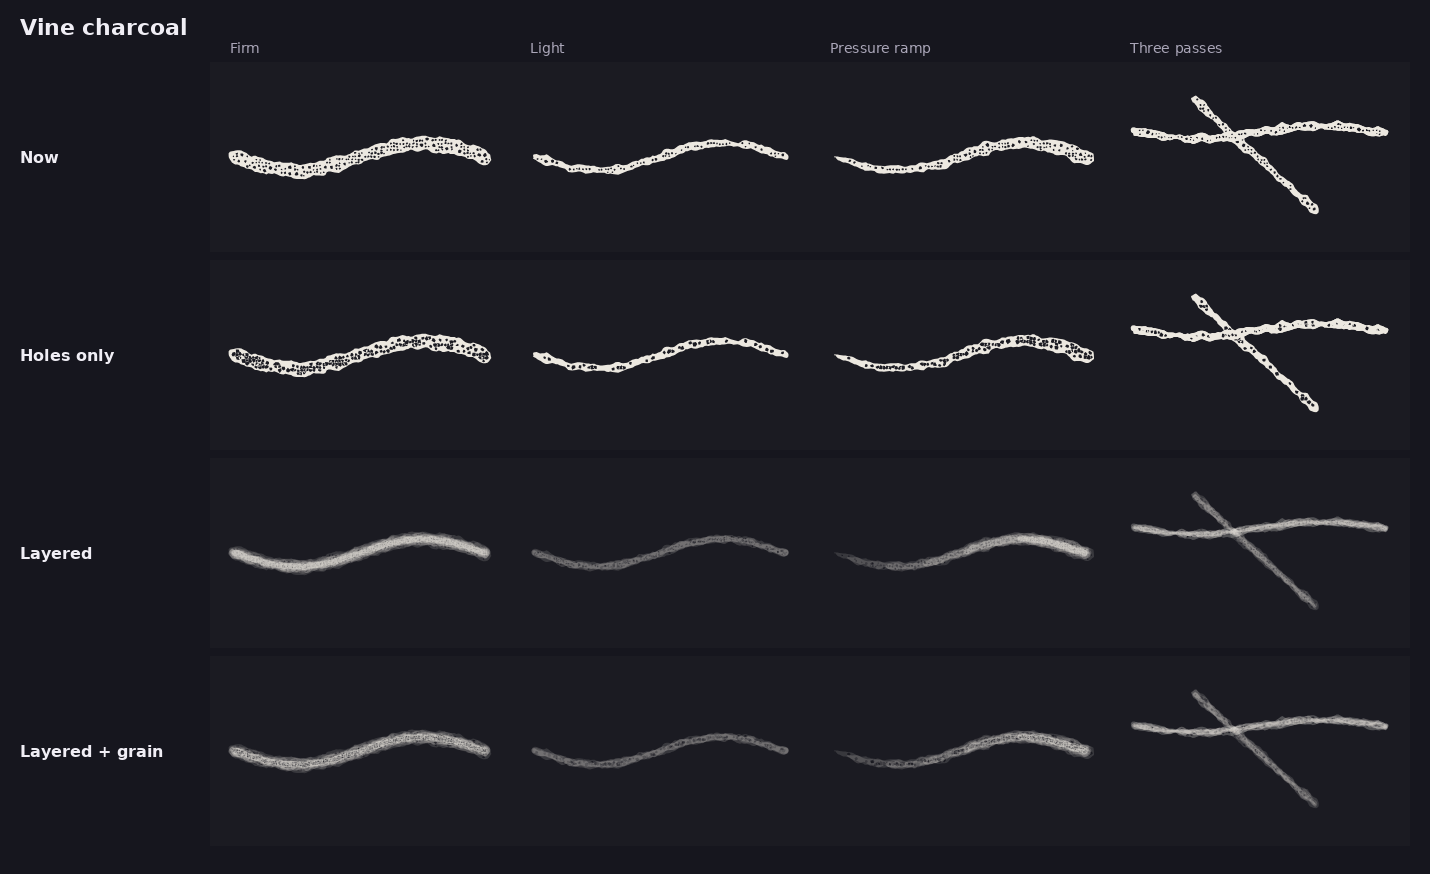 Vine charcoal
Firm Light Pressure ramp Three passes
Now
Holes only
Layered
Layered + grain